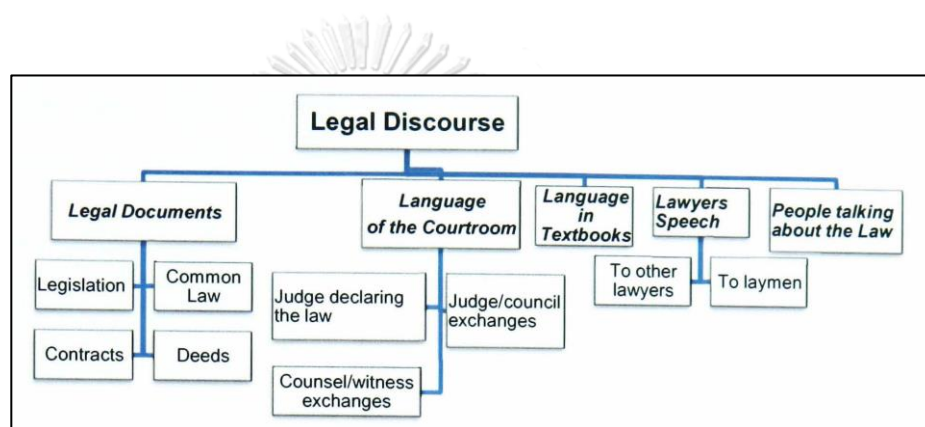 Legal Discourse
Legal Documents
Language
of the Courtroom
Language
in
Textbooks
Lawyers
Speech
People talking
about the Law
Legislation
Common
Law
Contracts
Deeds
Judge declaring
the law
Judge/council
exchanges
Counsel/witness
exchanges
To other
lawyers
To laymen